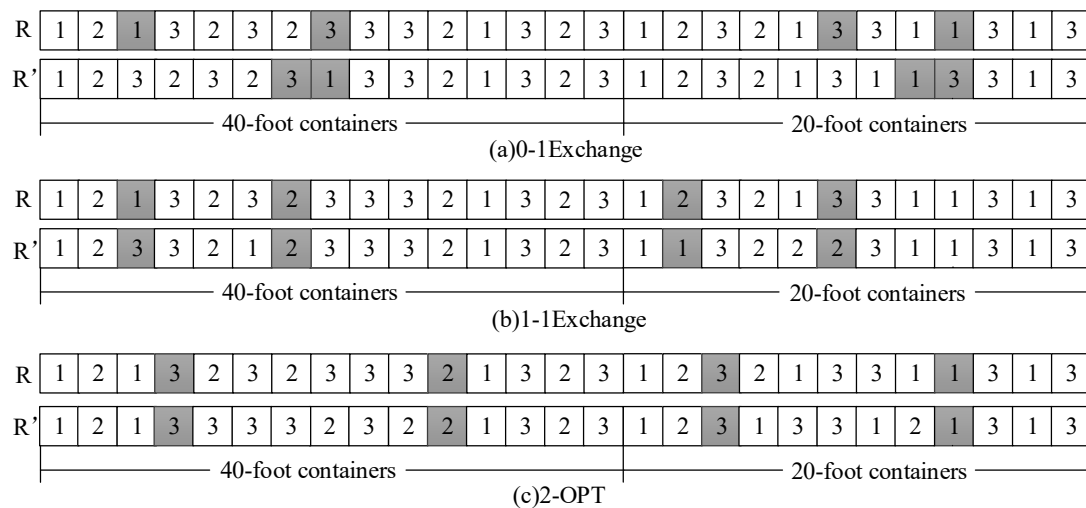 R 1 2 1 3 2 3 2 3 3 3 2 1 3 2 3 1 2 3 2 1 3 3 1 1 3 1 3
R’ 1 2 3 2 3 2 3 1 3 3 2 1 3 2 3 1 2 3 2 1 3 1 1 3 3 1 3
40-foot containers 20-foot containers
(a)0-1Exchange
R 1 2 1 3 2 3 2 3 3 3 2 1 3 2 3 1 2 3 2 1 3 3 1 1 3 1 3
R’ 1 2 3 3 2 1 2 3 3 3 2 1 3 2 3 1 1 3 2 2 2 3 1 1 3 1 3
40-foot containers 20-foot containers
(b)1-1Exchange
R 1 2 1 3 2 3 2 3 3 3 2 1 3 2 3 1 2 3 2 1 3 3 1 1 3 1 3
R’ 1 2 1 3 3 3 3 2 3 2 2 1 3 2 3 1 2 3 1 3 3 1 2 1 3 1 3
40-foot containers 20-foot containers
(c)2-OPT